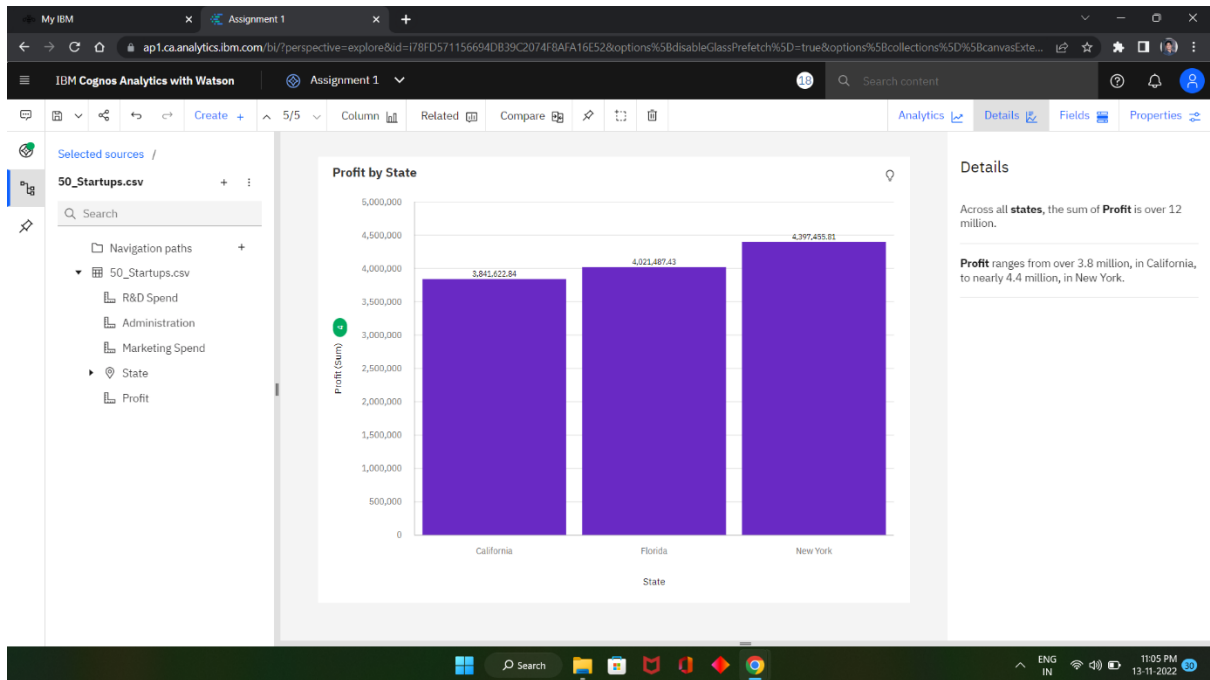 My IBM
Assignment 1
ap1.ca.analytics.ibm.com/bi/?perspective=explore&id=i78FD571156694DB39C2074F8AFA16E52&options%5BdisableGlassPrefetch%5D=true&options%5Bcollections%5D%5BcanvasExte...
IBM Cognos Analytics with Watson
Assignment 1
18
Search content
Create +
5/5
Column
Related
Compare
Analytics
Details
Fields
Properties
Selected sources /
50_Startups.csv
Search
Navigation paths
50_Startups.csv
R&D Spend
Administration
Marketing Spend
State
Profit
Profit by State
5,000,000
4,500,000
4,000,000
3,500,000
3,000,000
2,500,000
2,000,000
1,500,000
1,000,000
500,000
0
Profit (Sum)
3,841,622.84
4,021,487.43
4,397,455.81
California
Florida
New York
State
Details
Across all states, the sum of Profit is over 12
million.
Profit ranges from over 3.8 million, in California,
to nearly 4.4 million, in New York.
Search
ENG
IN
11:05 PM
13-11-2022
30